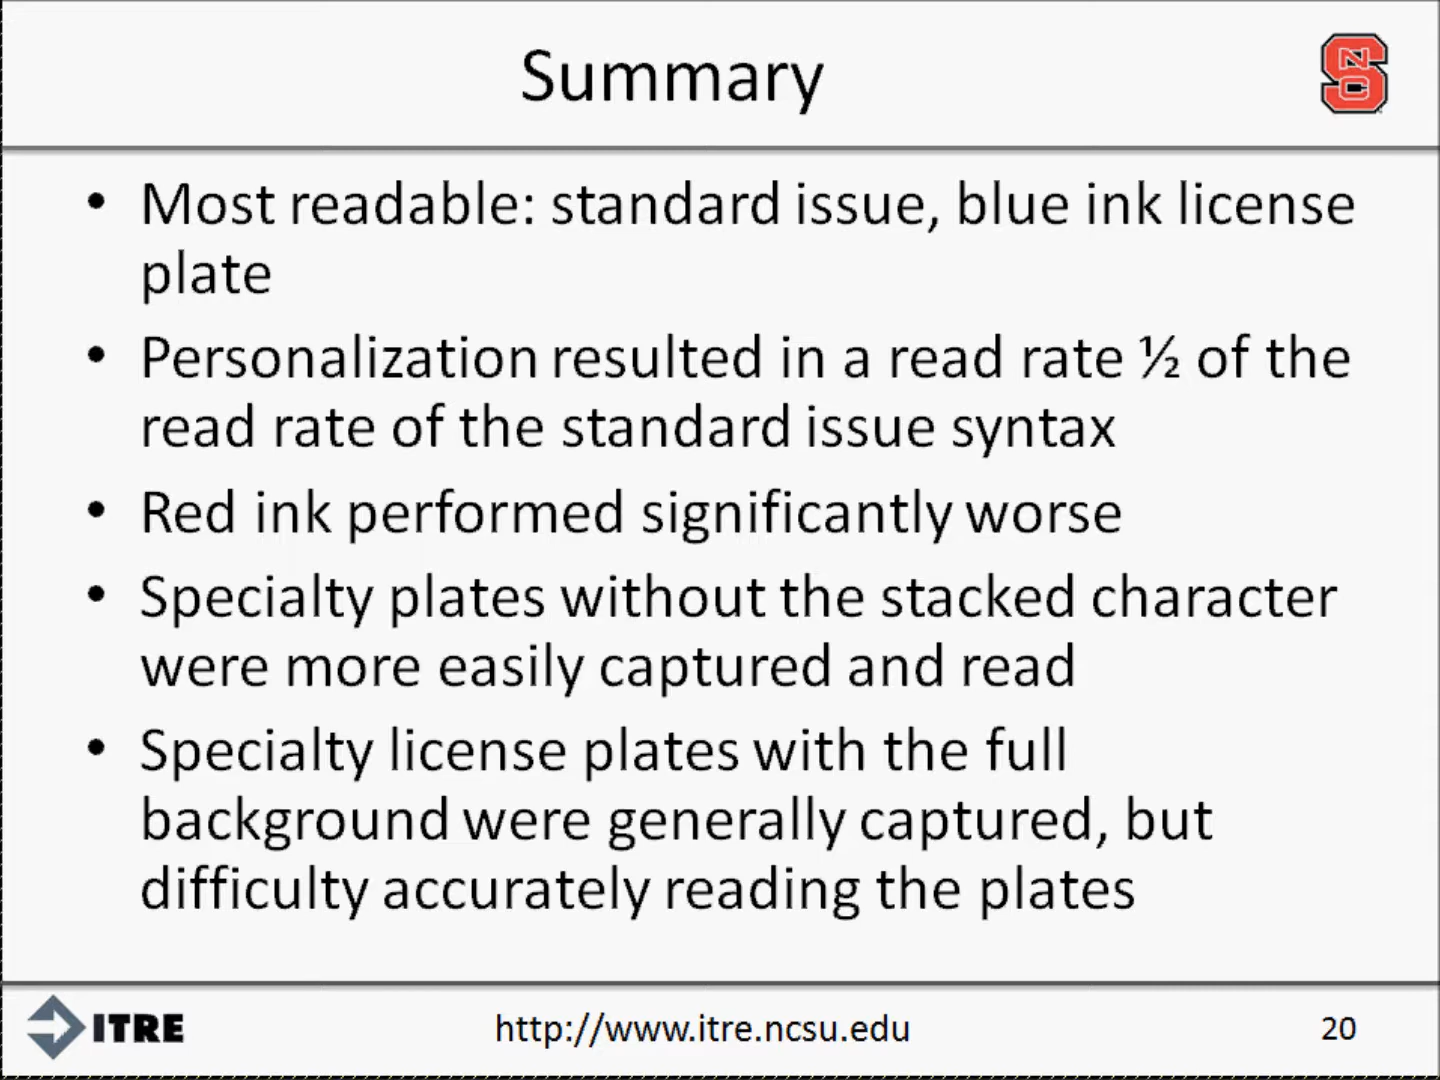 Summary
NC
S
• Most readable: standard issue, blue ink license
plate
• Personalization resulted in a read rate ½ of the
read rate of the standard issue syntax
• Red ink performed significantly worse
• Specialty plates without the stacked character
were more easily captured and read
• Specialty license plates with the full
background were generally captured, but
difficulty accurately reading the plates
ITRE
http://www.itre.ncsu.edu
20